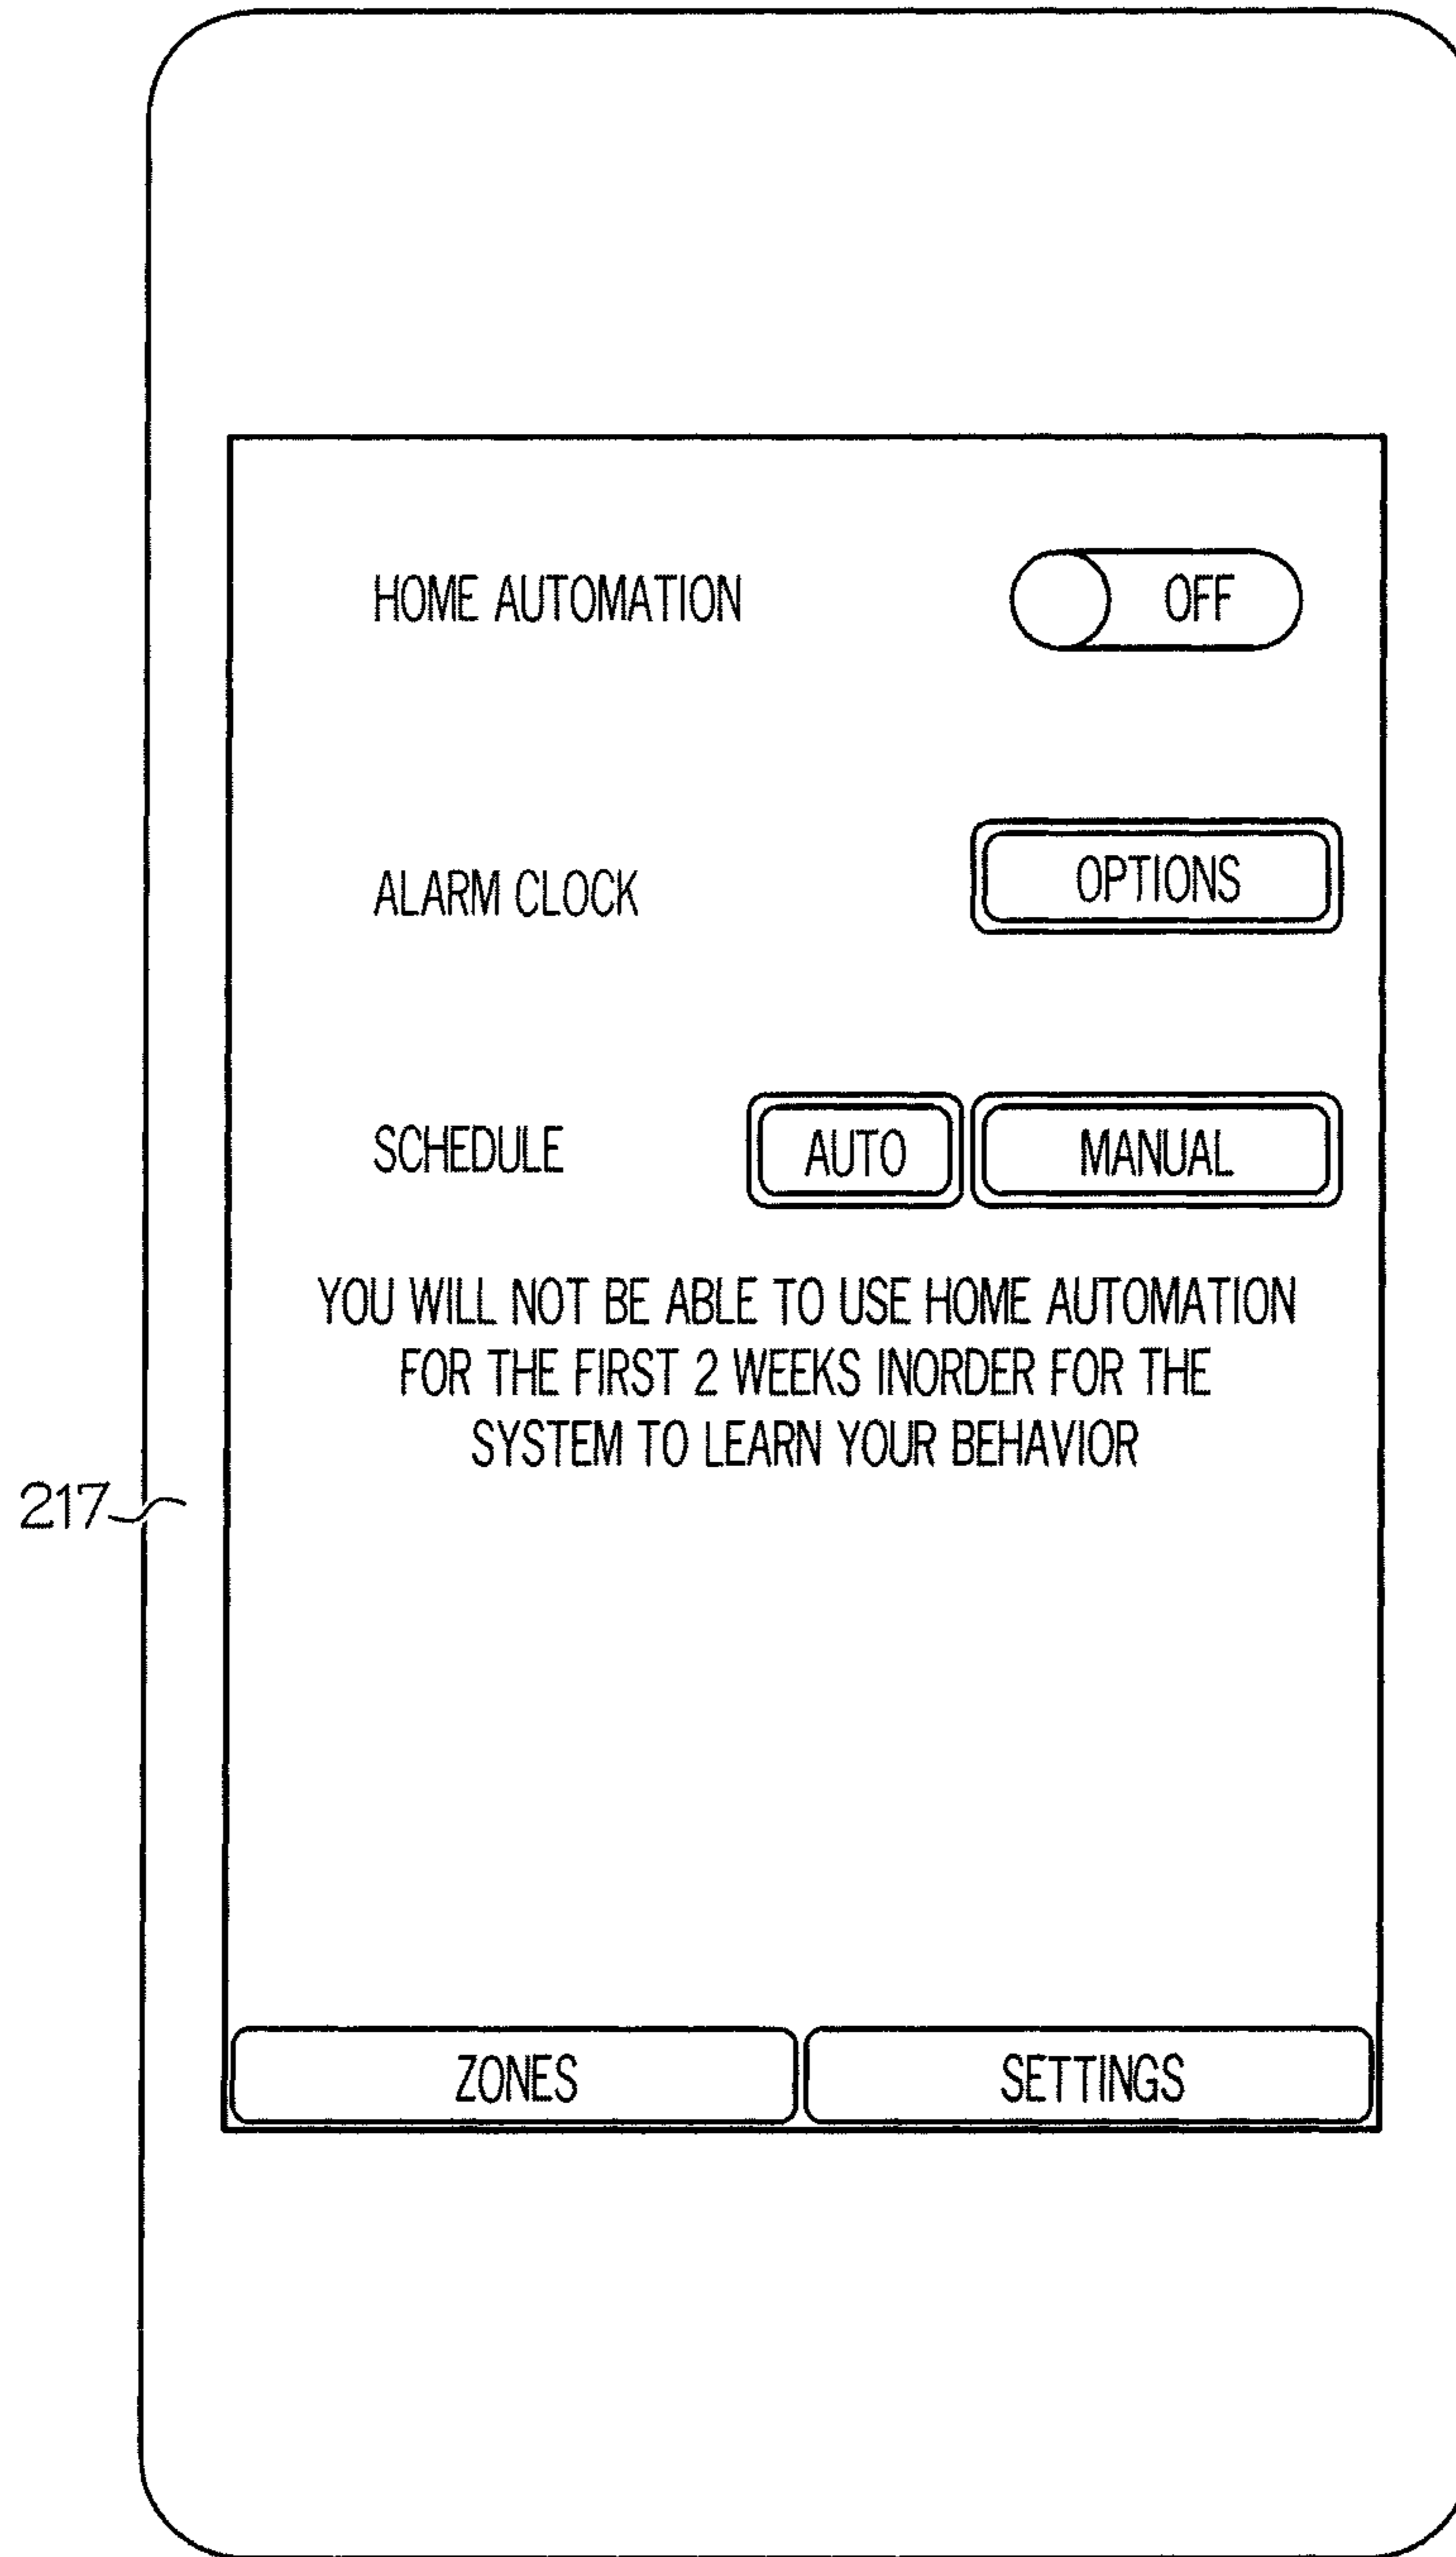 HOME AUTOMATION OFF
ALARM CLOCK OPTIONS
SCHEDULE AUTO MANUAL
YOU WILL NOT BE ABLE TO USE HOME AUTOMATION
FOR THE FIRST 2 WEEKS INORDER FOR THE
SYSTEM TO LEARN YOUR BEHAVIOR
217
ZONES SETTINGS